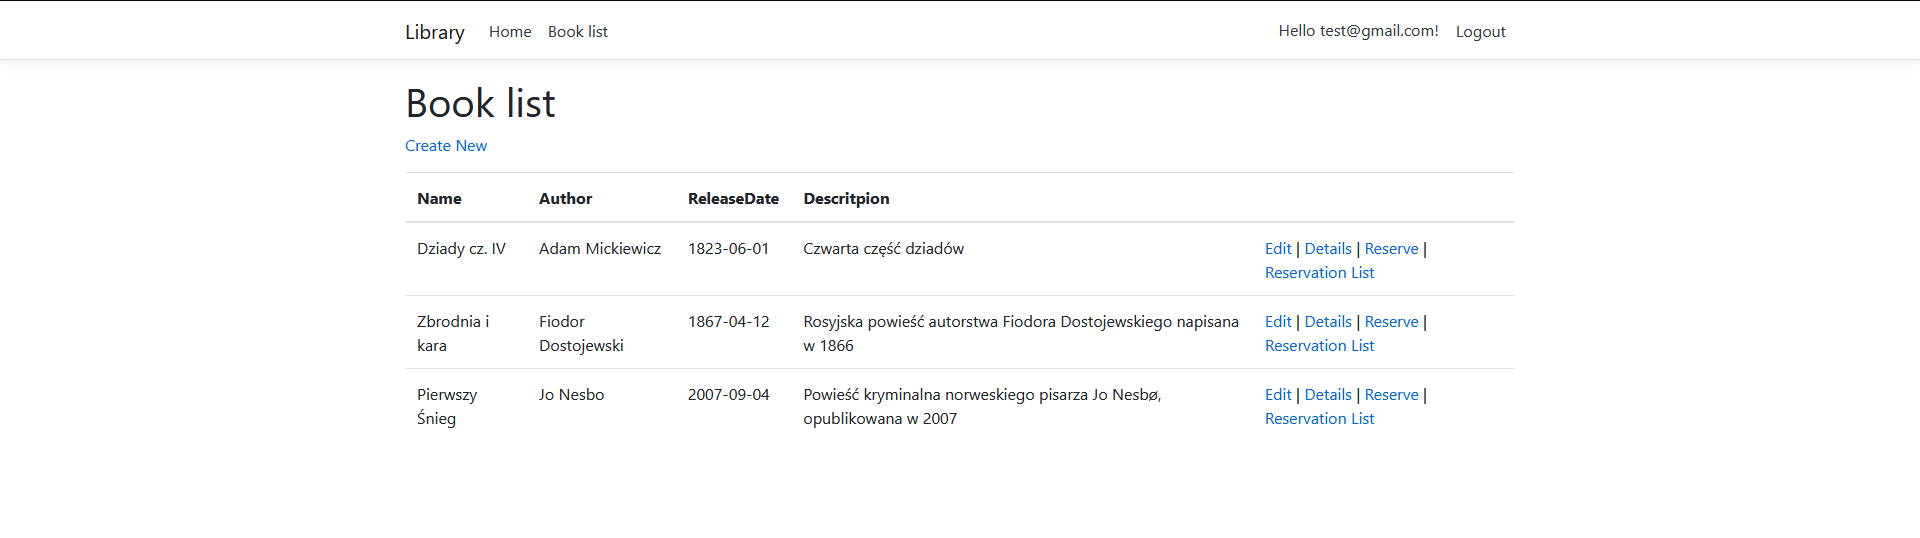 Library Home Book list Hello test@gmail.com! Logout
Book list
Create New
Name Author ReleaseDate Descritpion
Dziady cz. IV Adam Mickiewicz 1823-06-01 Czwarta część dziadów Edit | Details | Reserve |
Reservation List
Zbrodnia i Fiodor 1867-04-12 Rosyjska powieść autorstwa Fiodora Dostojewskiego napisana Edit | Details | Reserve |
kara Dostojewski w 1866 Reservation List
Pierwszy Jo Nesbo 2007-09-04 Powieść kryminalna norweskiego pisarza Jo Nesbø, Edit | Details | Reserve |
Śnieg opublikowana w 2007 Reservation List